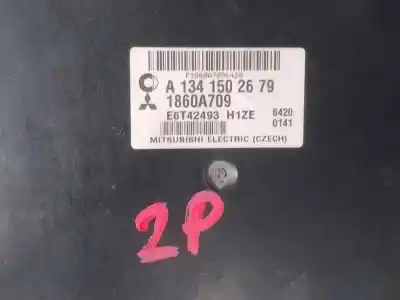 A 134 150 26 79
1860A709
E6T42493 H1ZE
6420
0141
MITSUBISHI ELECTRIC (CZECH)
2P